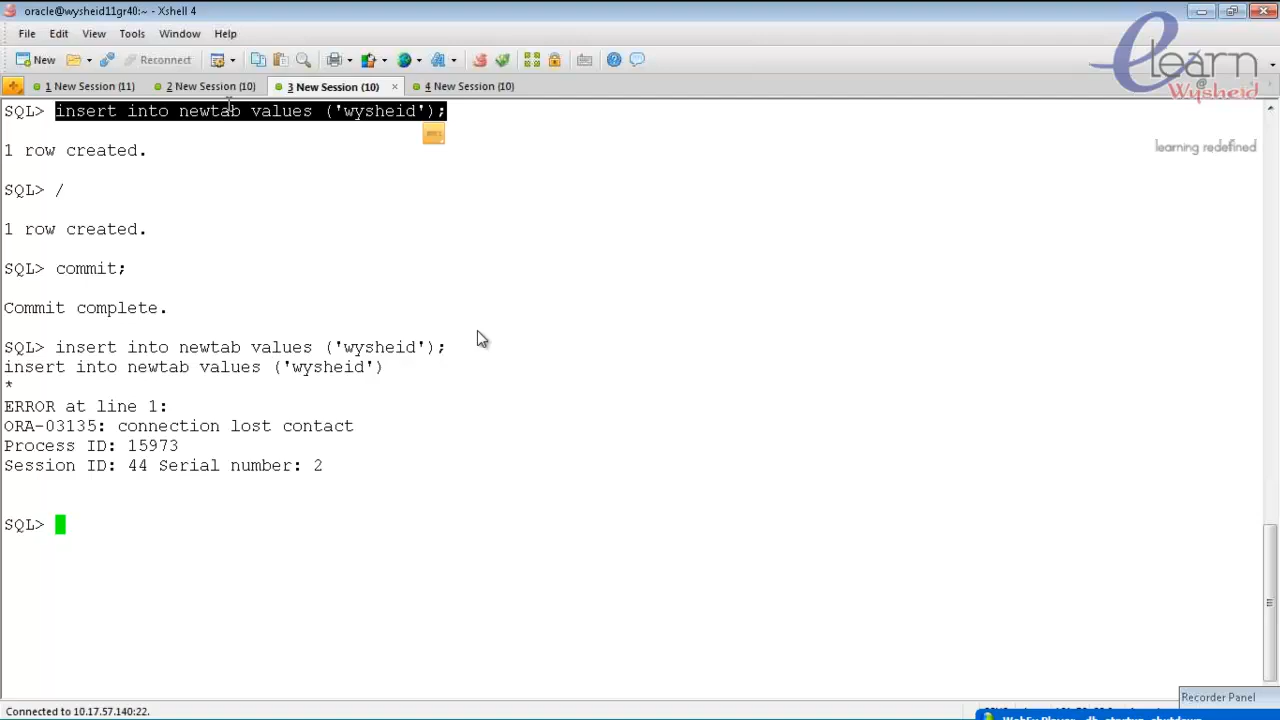 oracle@wysheid11gr40:~ - Xshell 4
File Edit View Tools Window Help
New Reconnect
1 New Session (11) 2 New Session (10) 3 New Session (10) 4 New Session (10)
elearn
@
Wysheid
learning redefined
SQL> insert into newtab values ('wysheid');
1 row created.
SQL> /
1 row created.
SQL> commit;
Commit complete.
SQL> insert into newtab values ('wysheid');
insert into newtab values ('wysheid')
*
ERROR at line 1:
ORA-03135: connection lost contact
Process ID: 15973
Session ID: 44 Serial number: 2
SQL>
Recorder Panel
Connected to 10.17.57.140:22.